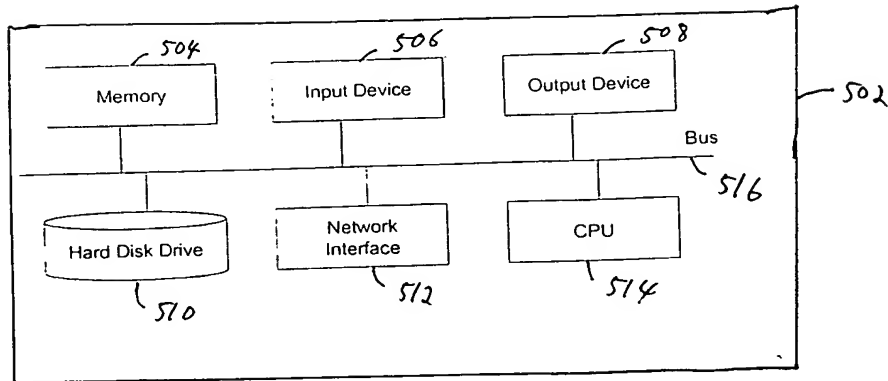 504
506
508
Memory
Input Device
Output Device
502
Bus
516
Hard Disk Drive
Network
Interface
CPU
510
512
514